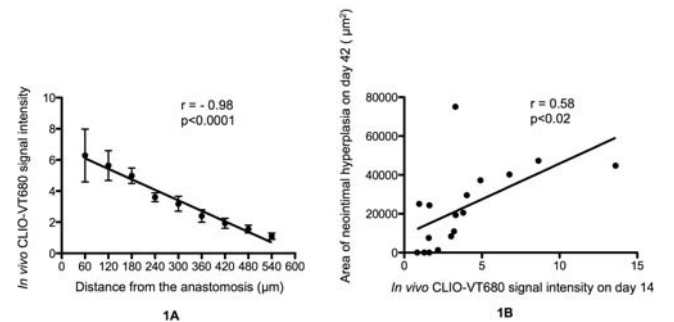 In vivo CLIO-VT680 signal intensity
10
8
6
4
2
0
r = - 0.98
p<0.0001
0 60 120 180 240 300 360 420 480 540 600
Distance from the anastomosis (µm)
1A
Area of neointimal hyperplasia on day 42 ( µm²)
80000
60000
40000
20000
0
r = 0.58
p<0.02
0 5 10 15
In vivo CLIO-VT680 signal intensity on day 14
1B